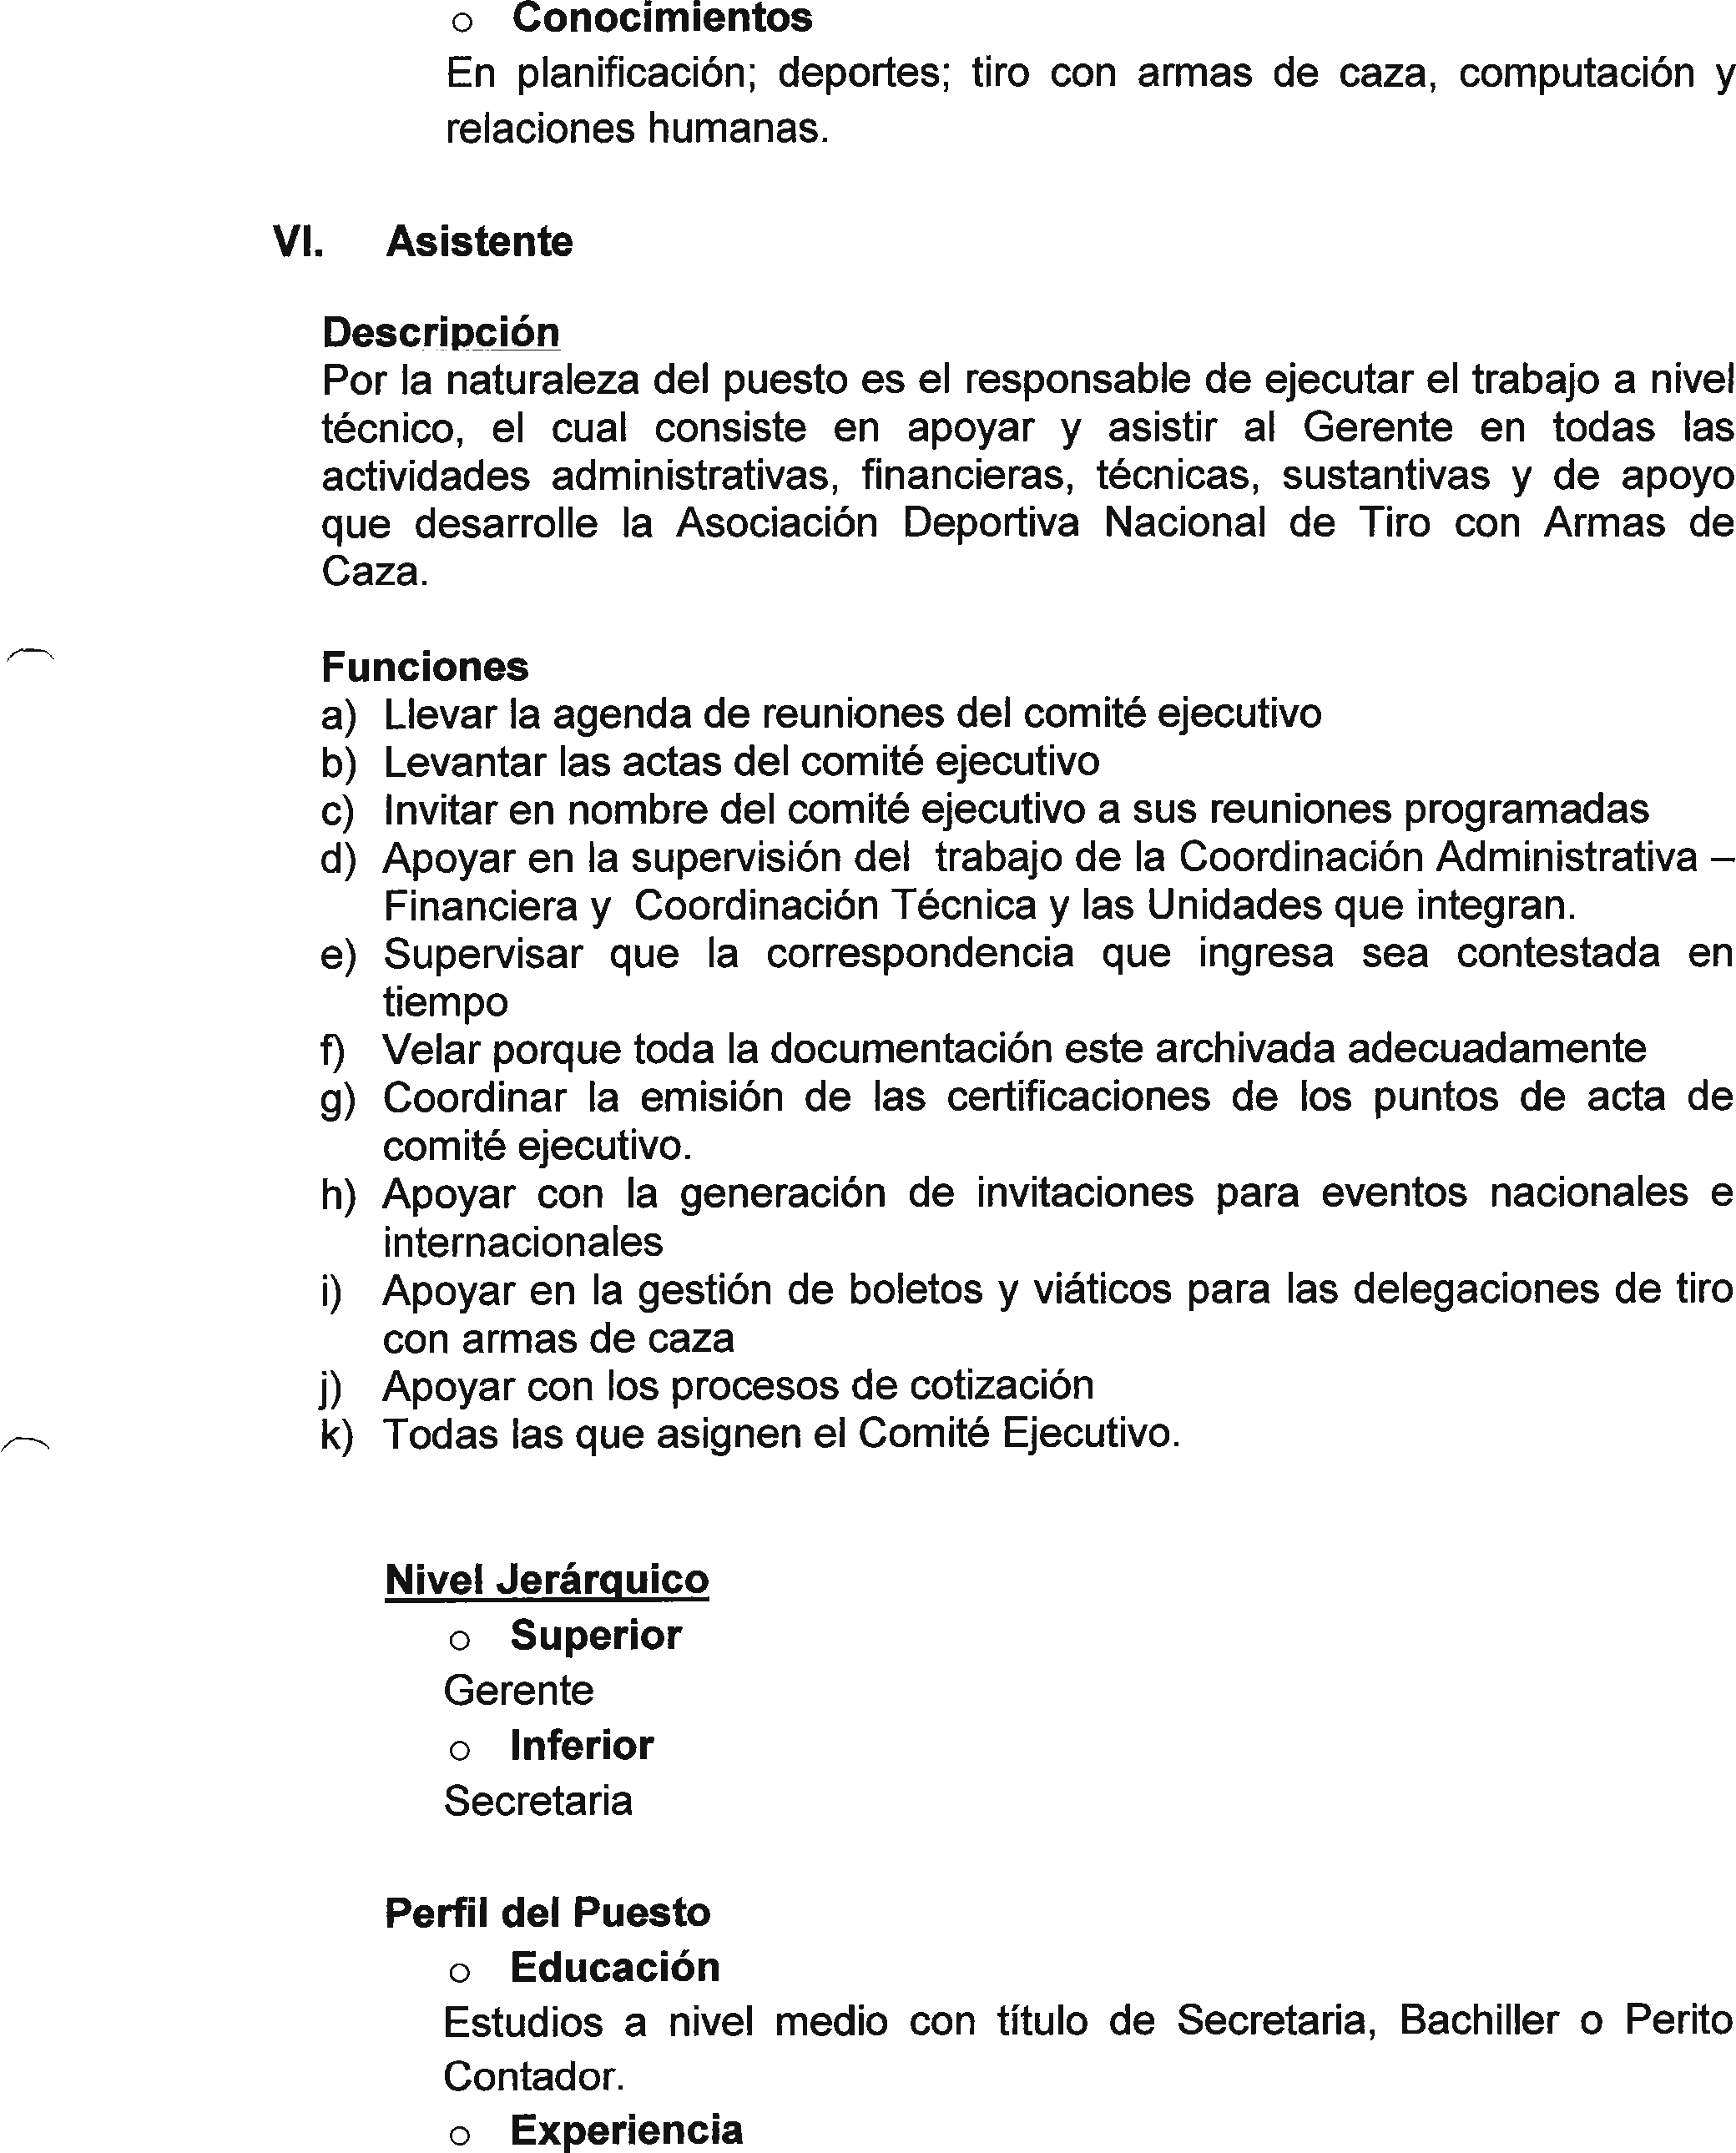 ○ Conocimientos
En planificación; deportes; tiro con armas de caza, computación y
relaciones humanas.
VI. Asistente
Descripción
Por la naturaleza del puesto es el responsable de ejecutar el trabajo a nivel
técnico, el cual consiste en apoyar y asistir al Gerente en todas las
actividades administrativas, financieras, técnicas, sustantivas y de apoyo
que desarrolle la Asociación Deportiva Nacional de Tiro con Armas de
Caza.
Funciones
a) Llevar la agenda de reuniones del comité ejecutivo
b) Levantar las actas del comité ejecutivo
c) Invitar en nombre del comité ejecutivo a sus reuniones programadas
d) Apoyar en la supervisión del trabajo de la Coordinación Administrativa –
Financiera y Coordinación Técnica y las Unidades que integran.
e) Supervisar que la correspondencia que ingresa sea contestada en
tiempo
f) Velar porque toda la documentación este archivada adecuadamente
g) Coordinar la emisión de las certificaciones de los puntos de acta de
comité ejecutivo.
h) Apoyar con la generación de invitaciones para eventos nacionales e
internacionales
i) Apoyar en la gestión de boletos y viáticos para las delegaciones de tiro
con armas de caza
j) Apoyar con los procesos de cotización
k) Todas las que asignen el Comité Ejecutivo.
Nivel Jerárquico
○ Superior
Gerente
○ Inferior
Secretaria
Perfil del Puesto
○ Educación
Estudios a nivel medio con título de Secretaria, Bachiller o Perito
Contador.
○ Experiencia